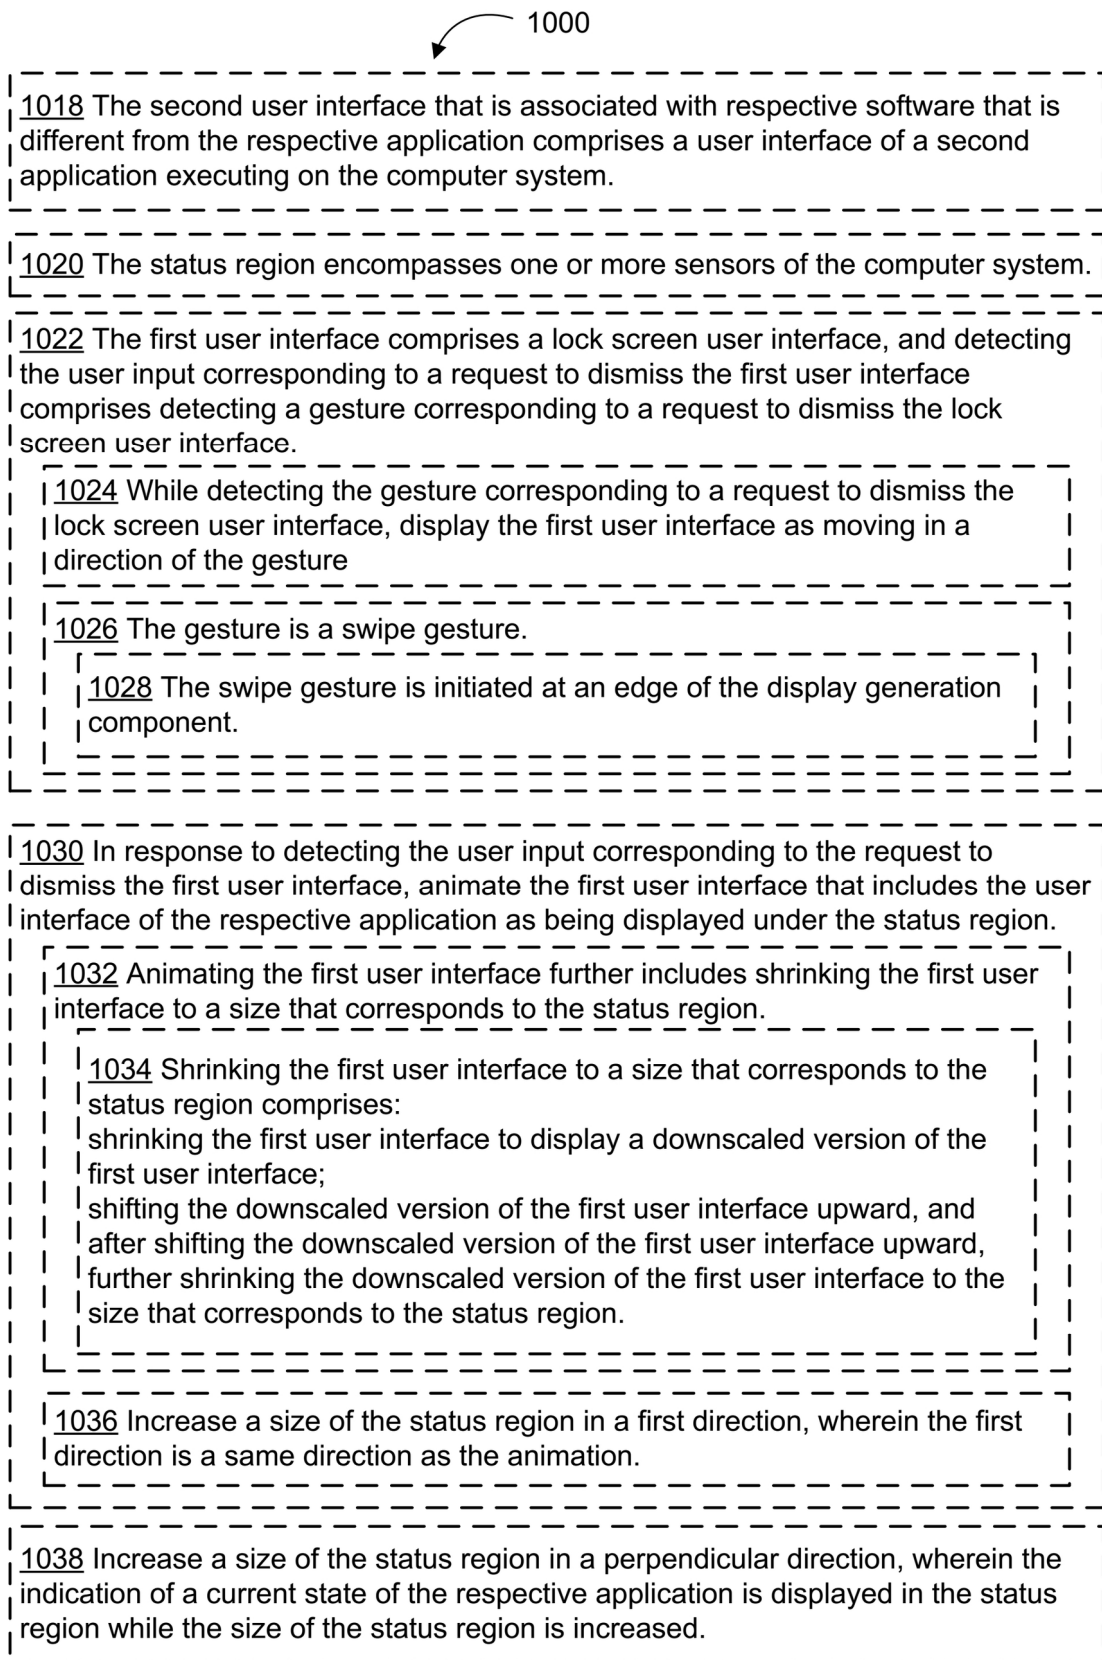 1000
1018 The second user interface that is associated with respective software that is
different from the respective application comprises a user interface of a second
application executing on the computer system.
1020 The status region encompasses one or more sensors of the computer system.
1022 The first user interface comprises a lock screen user interface, and detecting
the user input corresponding to a request to dismiss the first user interface
comprises detecting a gesture corresponding to a request to dismiss the lock
screen user interface.
1024 While detecting the gesture corresponding to a request to dismiss the
lock screen user interface, display the first user interface as moving in a
direction of the gesture
1026 The gesture is a swipe gesture.
1028 The swipe gesture is initiated at an edge of the display generation
component.
1030 In response to detecting the user input corresponding to the request to
dismiss the first user interface, animate the first user interface that includes the user
interface of the respective application as being displayed under the status region.
1032 Animating the first user interface further includes shrinking the first user
interface to a size that corresponds to the status region.
1034 Shrinking the first user interface to a size that corresponds to the
status region comprises:
shrinking the first user interface to display a downscaled version of the
first user interface;
shifting the downscaled version of the first user interface upward, and
after shifting the downscaled version of the first user interface upward,
further shrinking the downscaled version of the first user interface to the
size that corresponds to the status region.
1036 Increase a size of the status region in a first direction, wherein the first
direction is a same direction as the animation.
1038 Increase a size of the status region in a perpendicular direction, wherein the
indication of a current state of the respective application is displayed in the status
region while the size of the status region is increased.